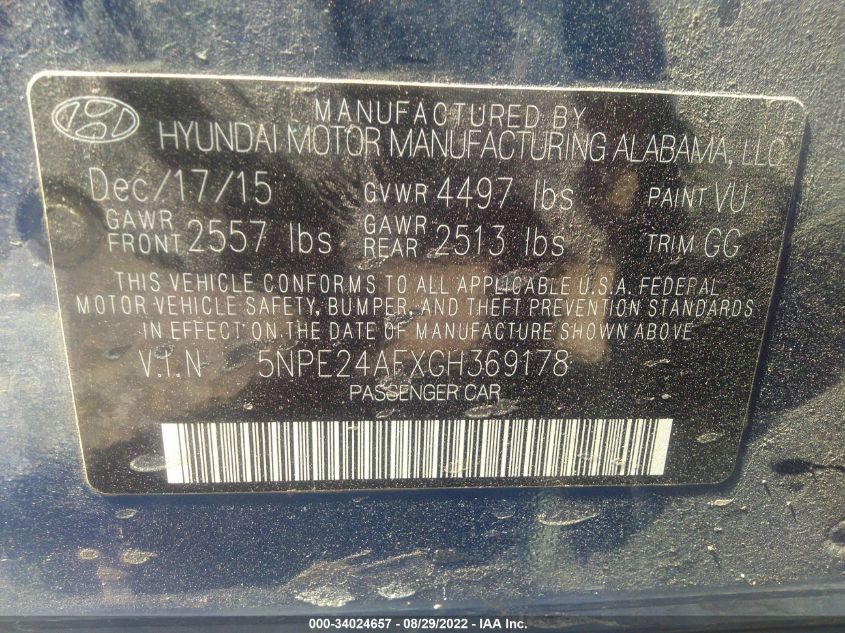 MANUFACTURED BY
HYUNDAI MOTOR MANUFACTURING ALABAMA, LLC
Dec/17/15 GVWR 4497 lbs PAINT VU
GAWR FRONT 2557 lbs GAWR REAR 2513 lbs TRIM GG
THIS VEHICLE CONFORMS TO ALL APPLICABLE U.S.A. FEDERAL
MOTOR VEHICLE SAFETY, BUMPER, AND THEFT PREVENTION STANDARDS
IN EFFECT ON THE DATE OF MANUFACTURE SHOWN ABOVE.
V.I.N 5NPE24AFXGH369178
PASSENGER CAR
000-34024657 - 08/29/2022 - IAA Inc.